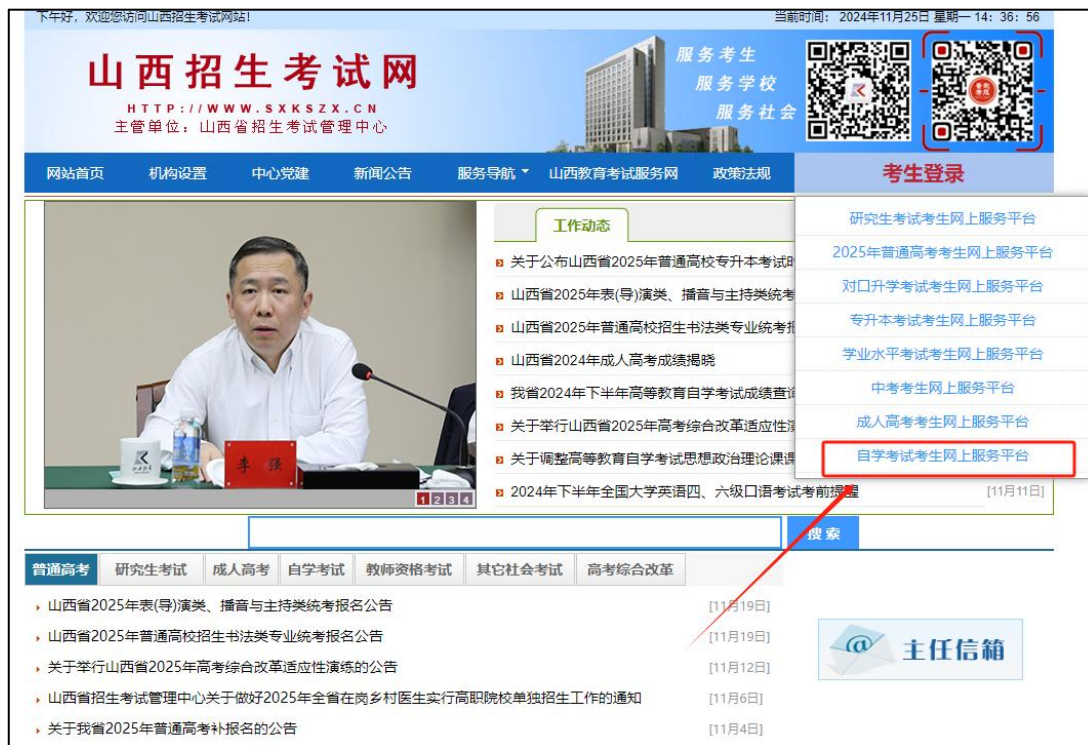 下午好，欢迎您访问山西招生考试网站!
当前时间: 2024年11月25日 星期一 14: 36: 56
山西招生考试网
HTTP://WWW.SXKSZX.CN
主管单位：山西省招生考试管理中心
服务考生
服务学校
服务社会
网站首页 机构设置 中心党建 新闻公告 服务导航 山西教育考试服务网 政策法规 考生登录
研究生考试考生网上服务平台
2025年普通高考考生网上服务平台
对口升学考试考生网上服务平台
专升本考试考生网上服务平台
学业水平考试考生网上服务平台
中考考生网上服务平台
成人高考考生网上服务平台
自学考试考生网上服务平台
李 强
1 2 3 4
工作动态
关于公布山西省2025年普通高校专升本考试时
山西省2025年表(导)演类、播音与主持类统考
山西省2025年普通高校招生书法类专业统考报
山西省2024年成人高考成绩揭晓
我省2024年下半年高等教育自学考试成绩查询
关于举行山西省2025年高考综合改革适应性演
关于调整高等教育自学考试思想政治理论课课
2024年下半年全国大学英语四、六级口语考试考前提醒 [11月11日]
搜 索
普通高考 研究生考试 成人高考 自学考试 教师资格考试 其它社会考试 高考综合改革
山西省2025年表(导)演类、播音与主持类统考报名公告 [11月19日]
山西省2025年普通高校招生书法类专业统考报名公告 [11月19日]
关于举行山西省2025年高考综合改革适应性演练的公告 [11月12日]
山西省招生考试管理中心关于做好2025年全省在岗乡村医生实行高职院校单独招生工作的通知 [11月6日]
关于我省2025年普通高考补报名的公告 [11月4日]
@ 主任信箱